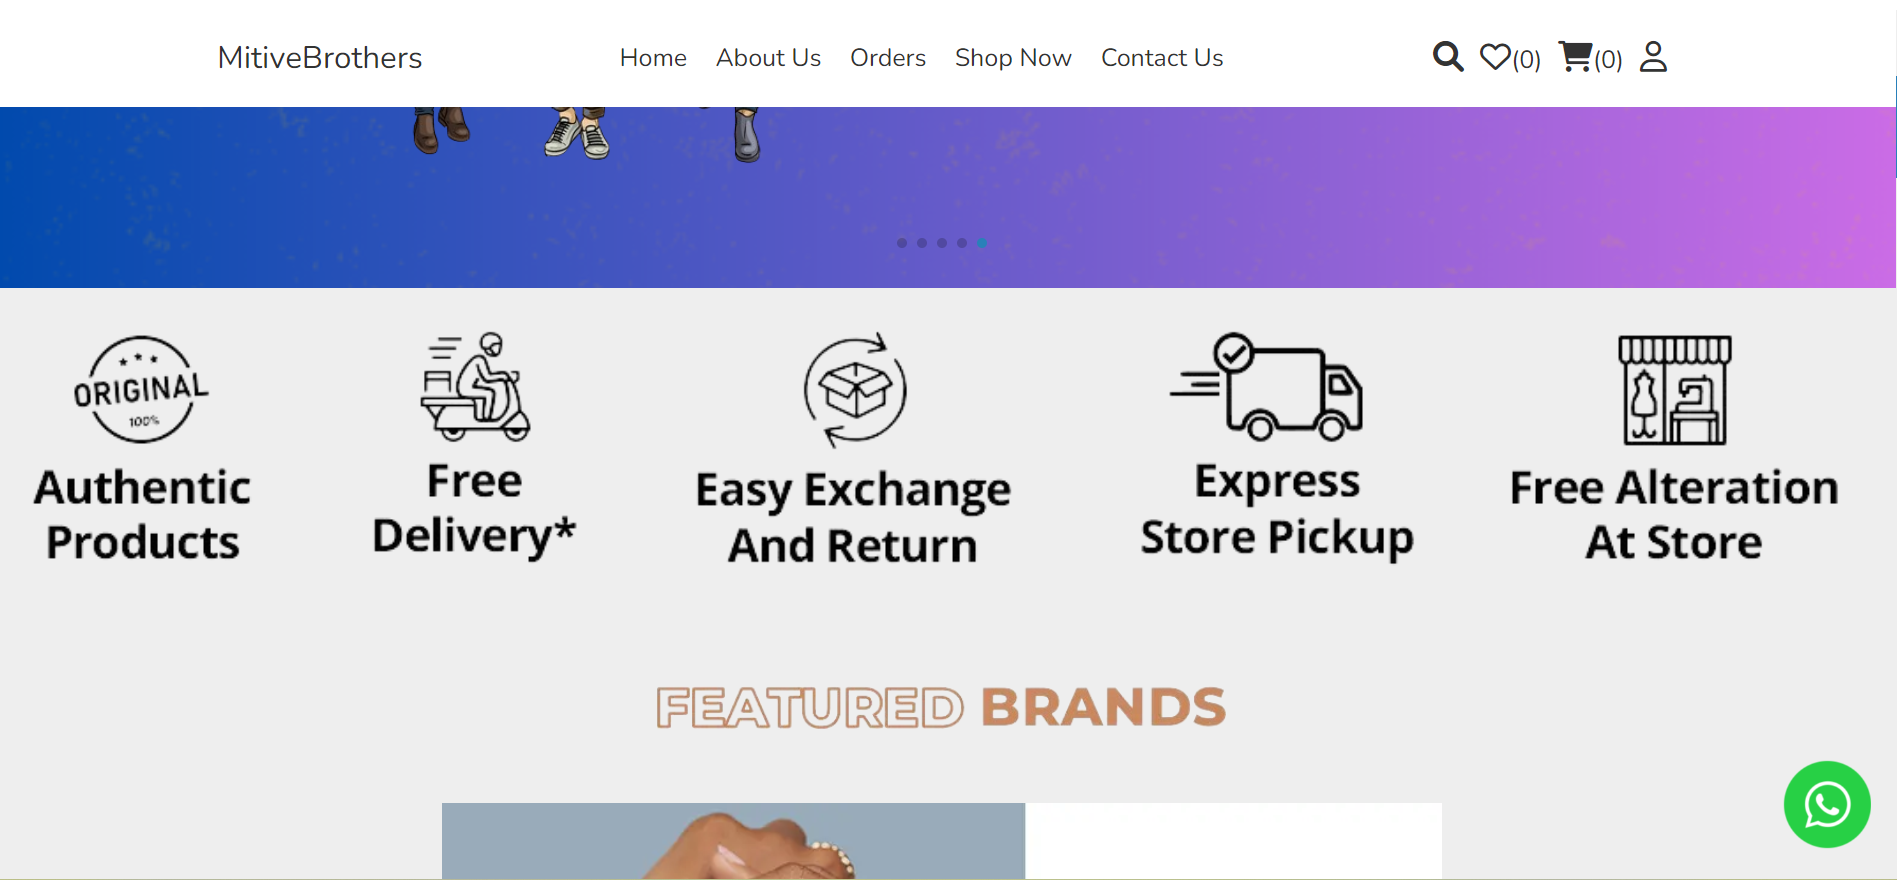 MitiveBrothers
Home About Us Orders Shop Now Contact Us
(0) (0)
ORIGINAL
100%
Authentic
Products
Free
Delivery*
Easy Exchange
And Return
Express
Store Pickup
Free Alteration
At Store
FEATURED BRANDS